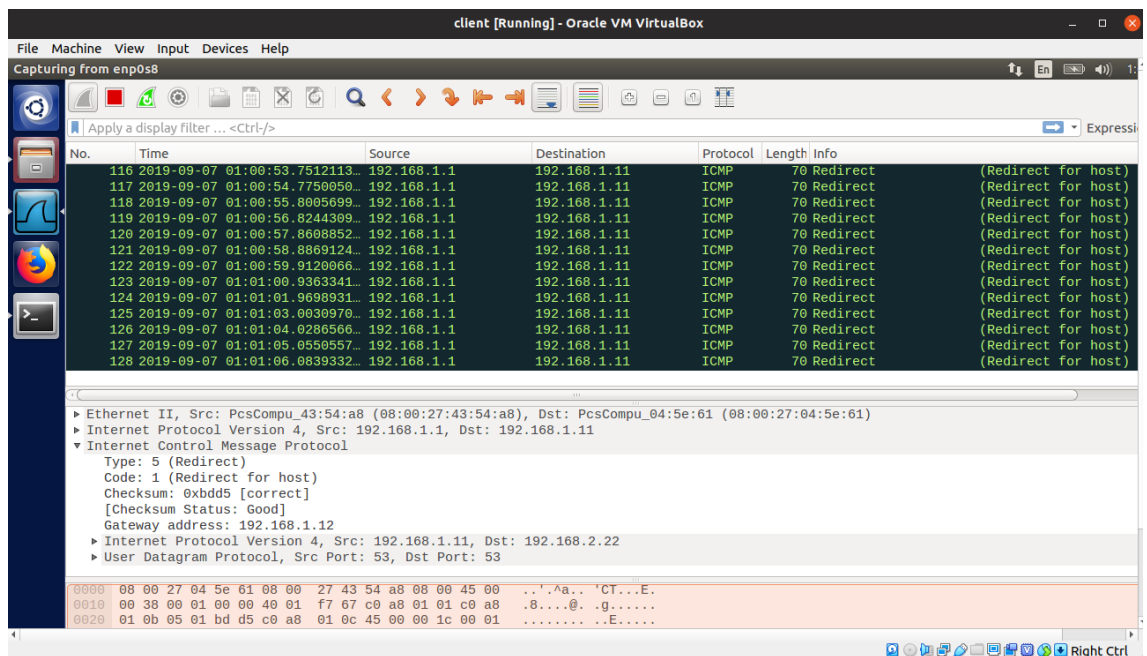 client [Running] - Oracle VM VirtualBox
File Machine View Input Devices Help
Capturing from enp0s8 En 1:
Apply a display filter … <Ctrl-/> Expressi
No. Time Source Destination Protocol Length Info
116 2019-09-07 01:00:53.7512113… 192.168.1.1 192.168.1.11 ICMP 70 Redirect (Redirect for host)
117 2019-09-07 01:00:54.7750050… 192.168.1.1 192.168.1.11 ICMP 70 Redirect (Redirect for host)
118 2019-09-07 01:00:55.8005699… 192.168.1.1 192.168.1.11 ICMP 70 Redirect (Redirect for host)
119 2019-09-07 01:00:56.8244309… 192.168.1.1 192.168.1.11 ICMP 70 Redirect (Redirect for host)
120 2019-09-07 01:00:57.8608852… 192.168.1.1 192.168.1.11 ICMP 70 Redirect (Redirect for host)
121 2019-09-07 01:00:58.8869124… 192.168.1.1 192.168.1.11 ICMP 70 Redirect (Redirect for host)
122 2019-09-07 01:00:59.9120066… 192.168.1.1 192.168.1.11 ICMP 70 Redirect (Redirect for host)
123 2019-09-07 01:01:00.9363341… 192.168.1.1 192.168.1.11 ICMP 70 Redirect (Redirect for host)
124 2019-09-07 01:01:01.9698931… 192.168.1.1 192.168.1.11 ICMP 70 Redirect (Redirect for host)
125 2019-09-07 01:01:03.0030970… 192.168.1.1 192.168.1.11 ICMP 70 Redirect (Redirect for host)
126 2019-09-07 01:01:04.0286566… 192.168.1.1 192.168.1.11 ICMP 70 Redirect (Redirect for host)
127 2019-09-07 01:01:05.0550557… 192.168.1.1 192.168.1.11 ICMP 70 Redirect (Redirect for host)
128 2019-09-07 01:01:06.0839332… 192.168.1.1 192.168.1.11 ICMP 70 Redirect (Redirect for host)
Ethernet II, Src: PcsCompu_43:54:a8 (08:00:27:43:54:a8), Dst: PcsCompu_04:5e:61 (08:00:27:04:5e:61)
Internet Protocol Version 4, Src: 192.168.1.1, Dst: 192.168.1.11
Internet Control Message Protocol
Type: 5 (Redirect)
Code: 1 (Redirect for host)
Checksum: 0xbdd5 [correct]
[Checksum Status: Good]
Gateway address: 192.168.1.12
Internet Protocol Version 4, Src: 192.168.1.11, Dst: 192.168.2.22
User Datagram Protocol, Src Port: 53, Dst Port: 53
0000 08 00 27 04 5e 61 08 00 27 43 54 a8 08 00 45 00 ..'.^a.. 'CT...E.
0010 00 38 00 01 00 00 40 01 f7 67 c0 a8 01 01 c0 a8 .8....@. .g......
0020 01 0b 05 01 bd d5 c0 a8 01 0c 45 00 00 1c 00 01 ........ ..E.....
Right Ctrl